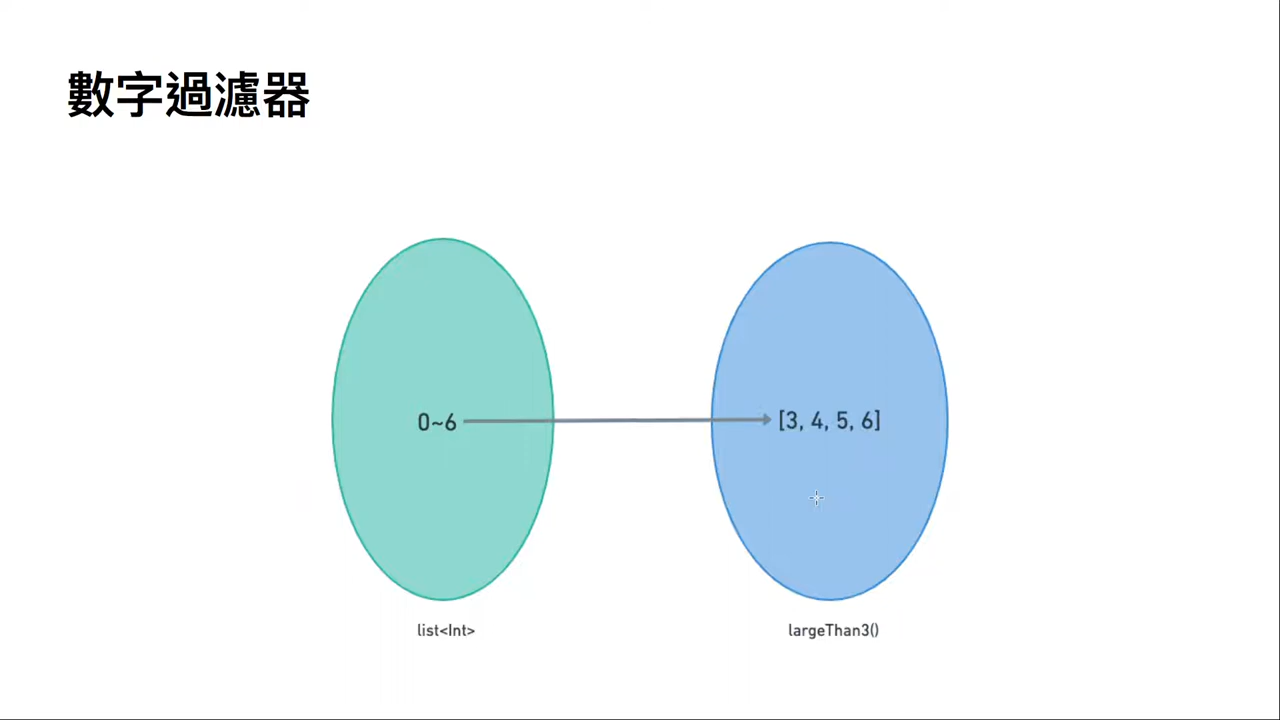 數字過濾器
0~6
[3, 4, 5, 6]
list<Int>
largeThan3()